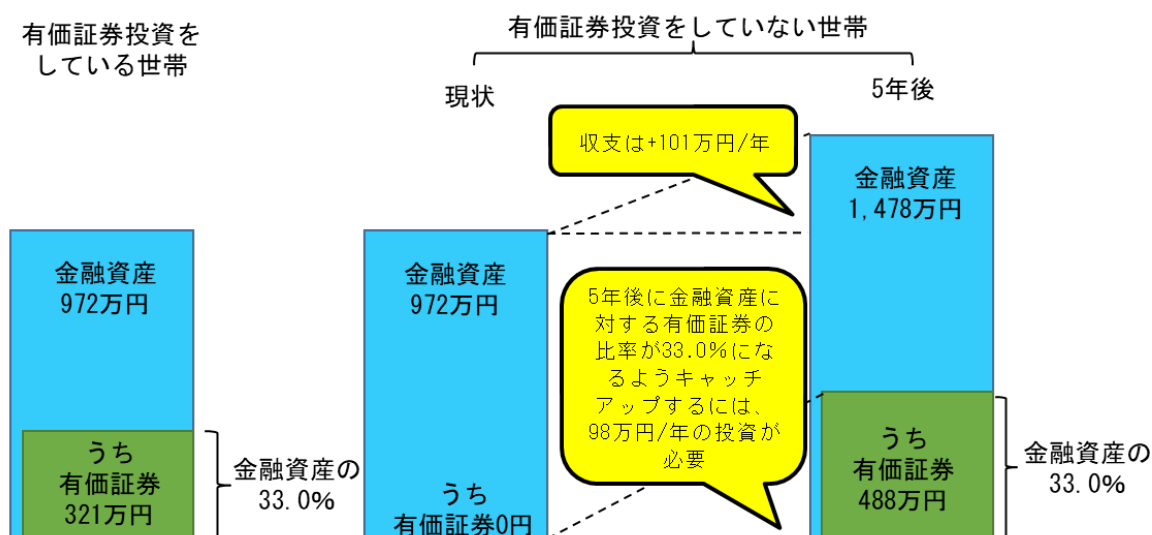 有価証券投資を
している世帯
有価証券投資をしていない世帯
現状
5年後
収支は+101万円/年
金融資産
972万円
うち
有価証券
321万円
金融資産の
33.0%
金融資産
972万円
うち
有価証券0円
5年後に金融資産に
対する有価証券の
比率が33.0%にな
るようキャッチ
アップするには、
98万円/年の投資が
必要
金融資産
1,478万円
うち
有価証券
488万円
金融資産の
33.0%